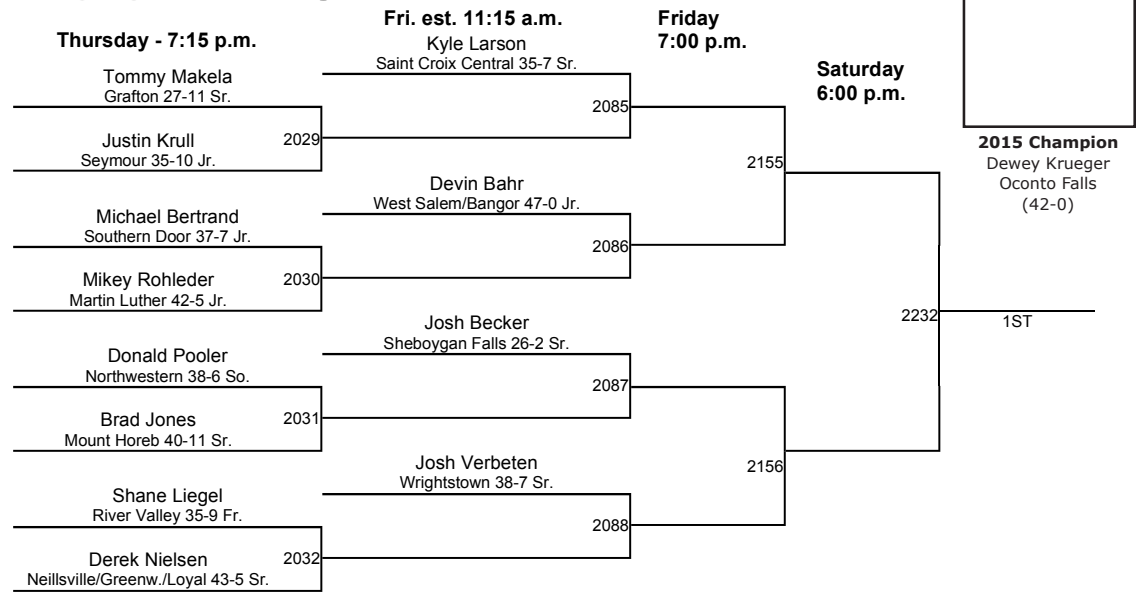 Thursday - 7:15 p.m.
Tommy Makela
Grafton 27-11 Sr.
2029
Justin Krull
Seymour 35-10 Jr.
Michael Bertrand
Southern Door 37-7 Jr.
2030
Mikey Rohleder
Martin Luther 42-5 Jr.
Donald Pooler
Northwestern 38-6 So.
2031
Brad Jones
Mount Horeb 40-11 Sr.
Shane Liegel
River Valley 35-9 Fr.
2032
Derek Nielsen
Neillsville/Greenw./Loyal 43-5 Sr.
Fri. est. 11:15 a.m.
Kyle Larson
Saint Croix Central 35-7 Sr.
2085
Devin Bahr
West Salem/Bangor 47-0 Jr.
2086
Josh Becker
Sheboygan Falls 26-2 Sr.
2087
Josh Verbeten
Wrightstown 38-7 Sr.
2088
Friday
7:00 p.m.
2155
2156
Saturday
6:00 p.m.
2232
1ST
2015 Champion
Dewey Krueger
Oconto Falls
(42-0)